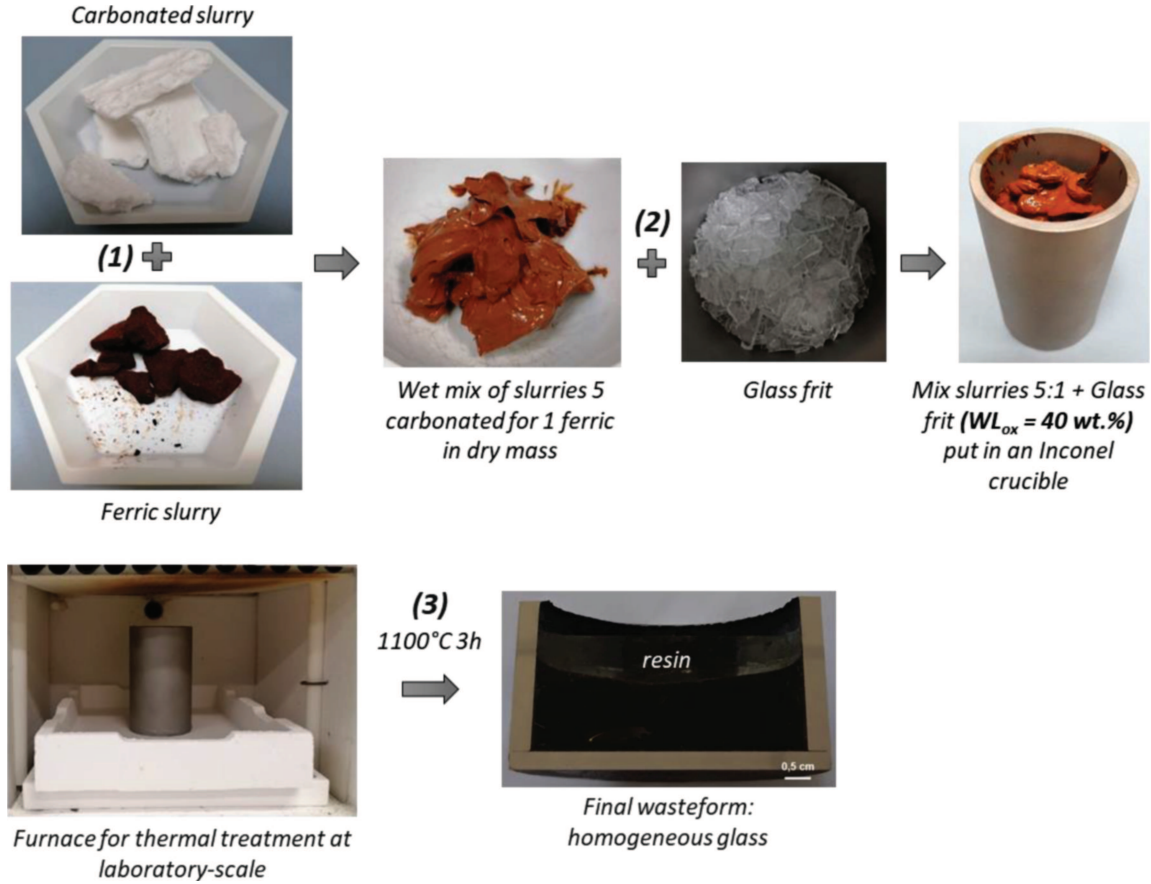 Carbonated slurry
(1)
Ferric slurry
Wet mix of slurries 5
carbonated for 1 ferric
in dry mass
(2)
Glass frit
Mix slurries 5:1 + Glass
frit (WLox = 40 wt.%)
put in an Inconel
crucible
Furnace for thermal treatment at
laboratory-scale
(3)
1100°C 3h
resin
0,5 cm
Final wasteform:
homogeneous glass